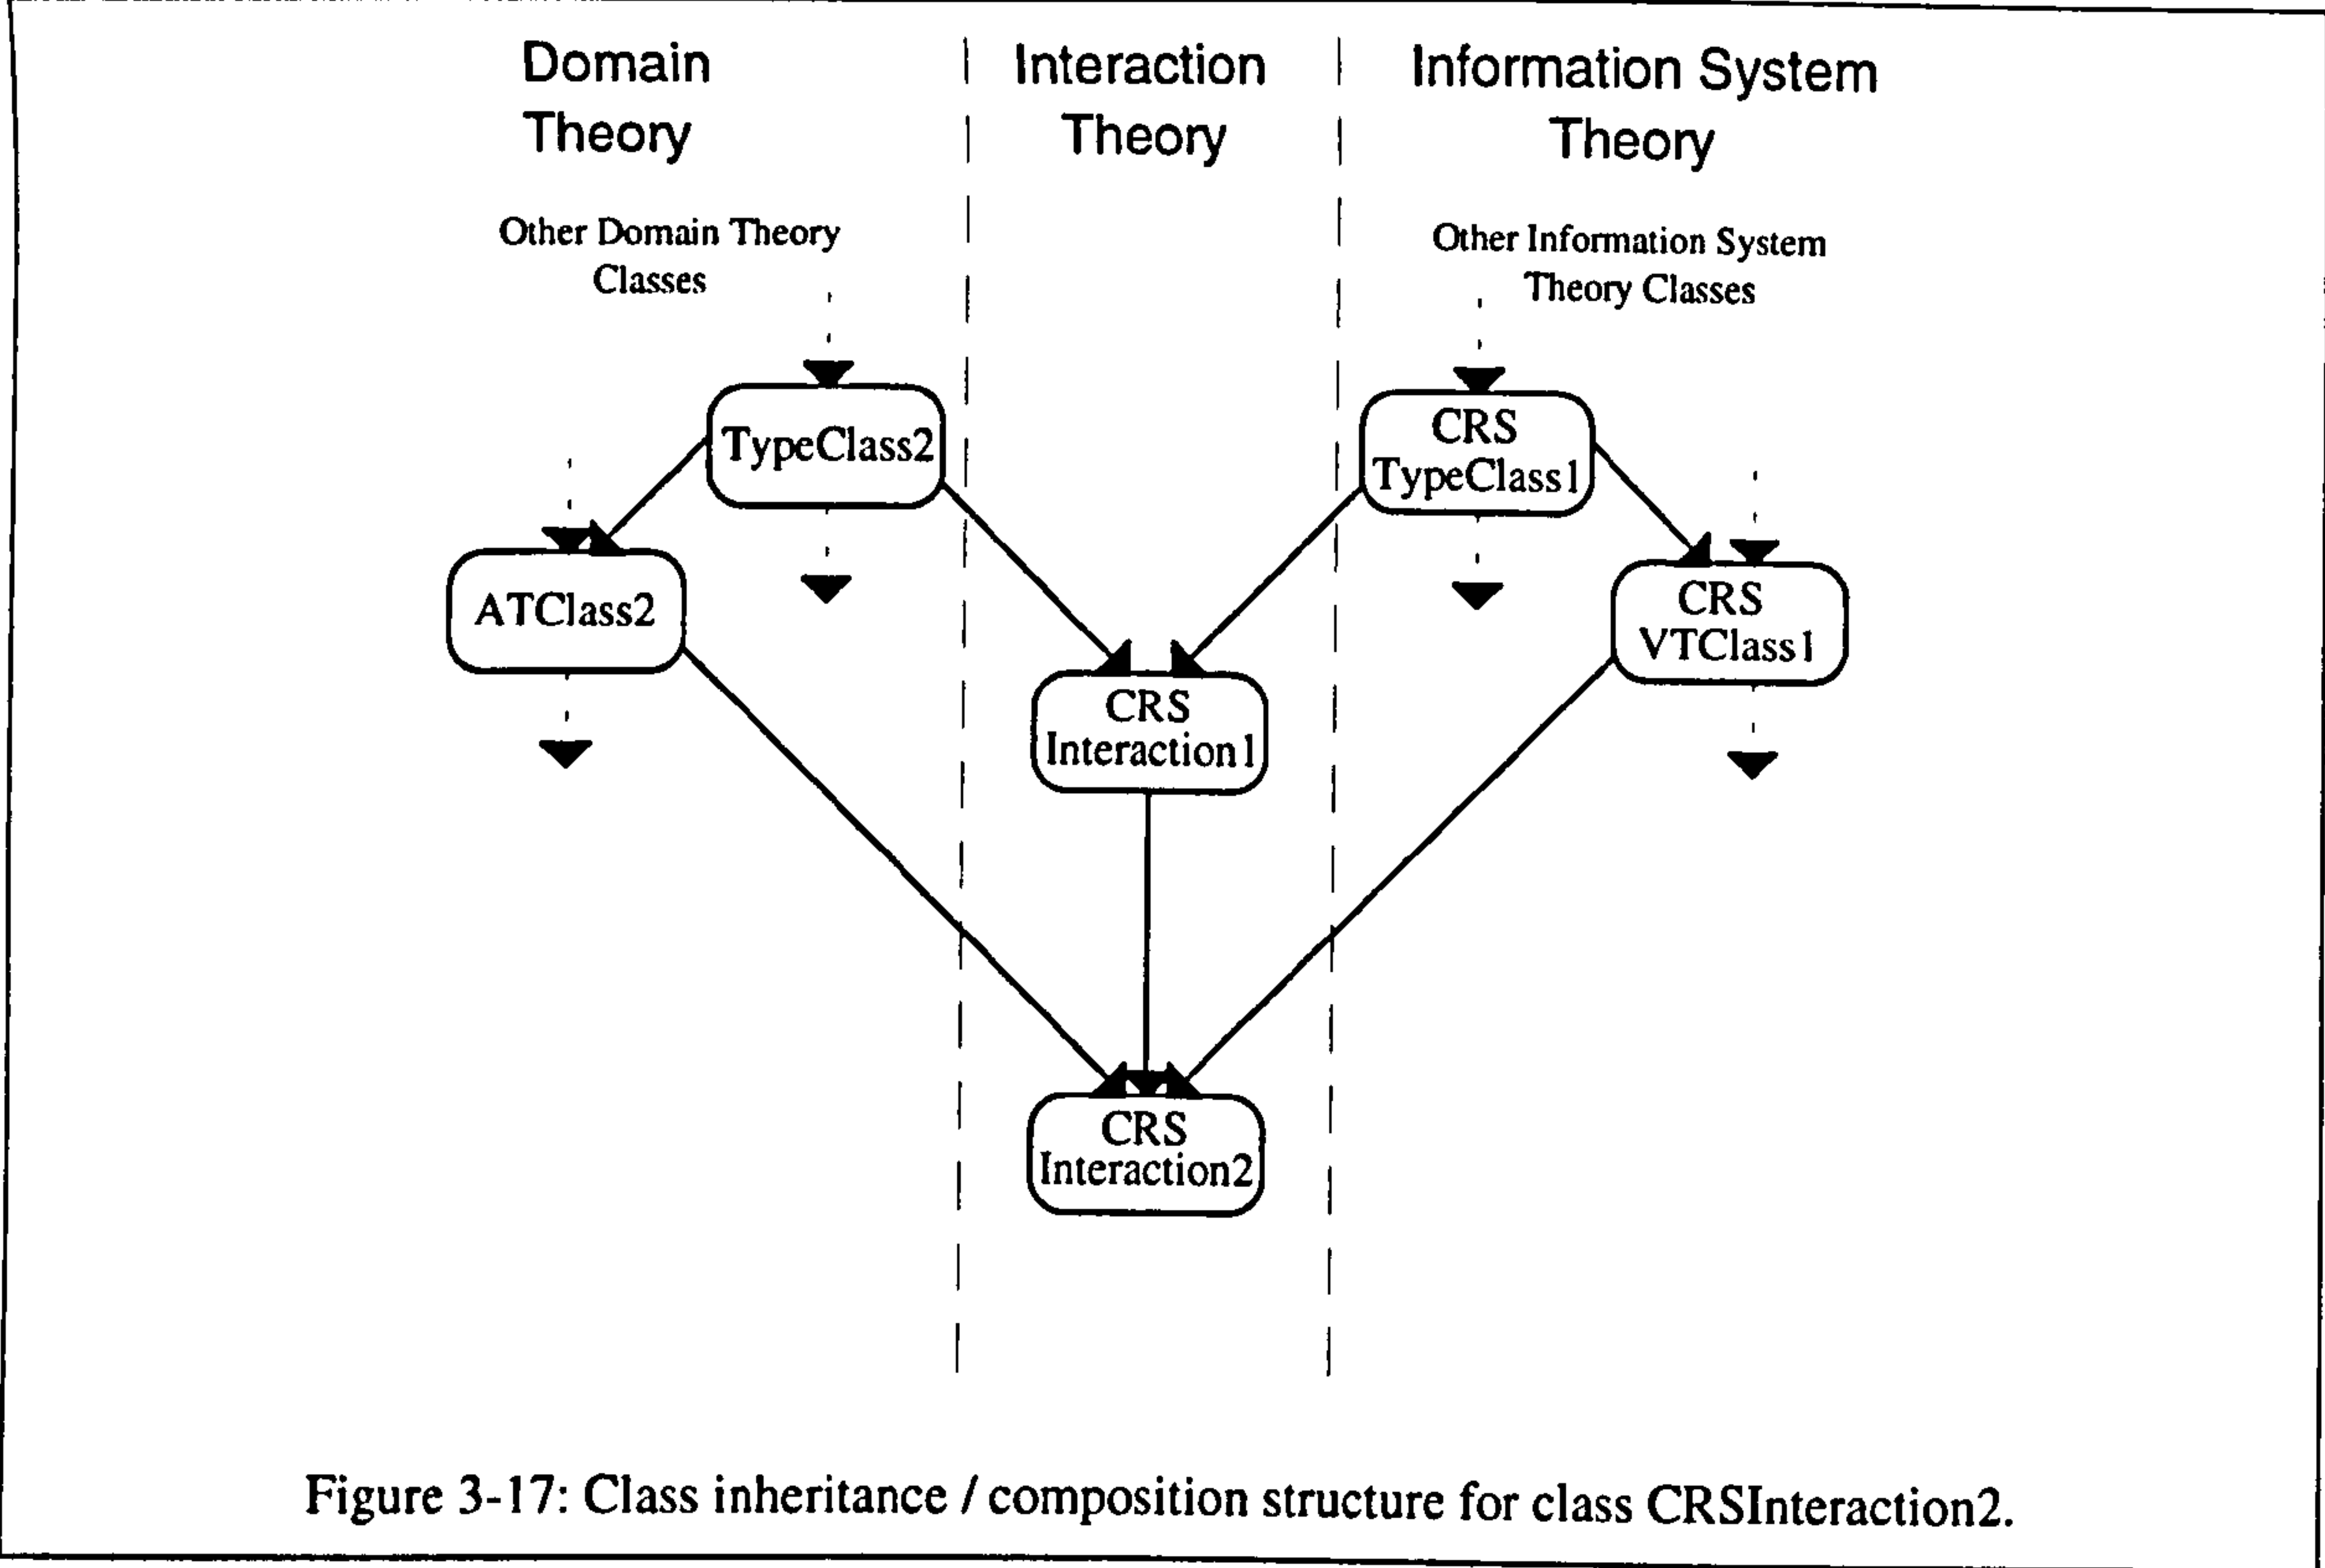 Domain
Theory
Interaction
Theory
Information System
Theory
Other Domain Theory
Classes
Other Information System
Theory Classes
TypeClass2
CRS
TypeClass1
ATClass2
CRS
VTClass1
CRS
Interaction1
CRS
Interaction2
Figure 3-17: Class inheritance / composition structure for class CRSInteraction2.